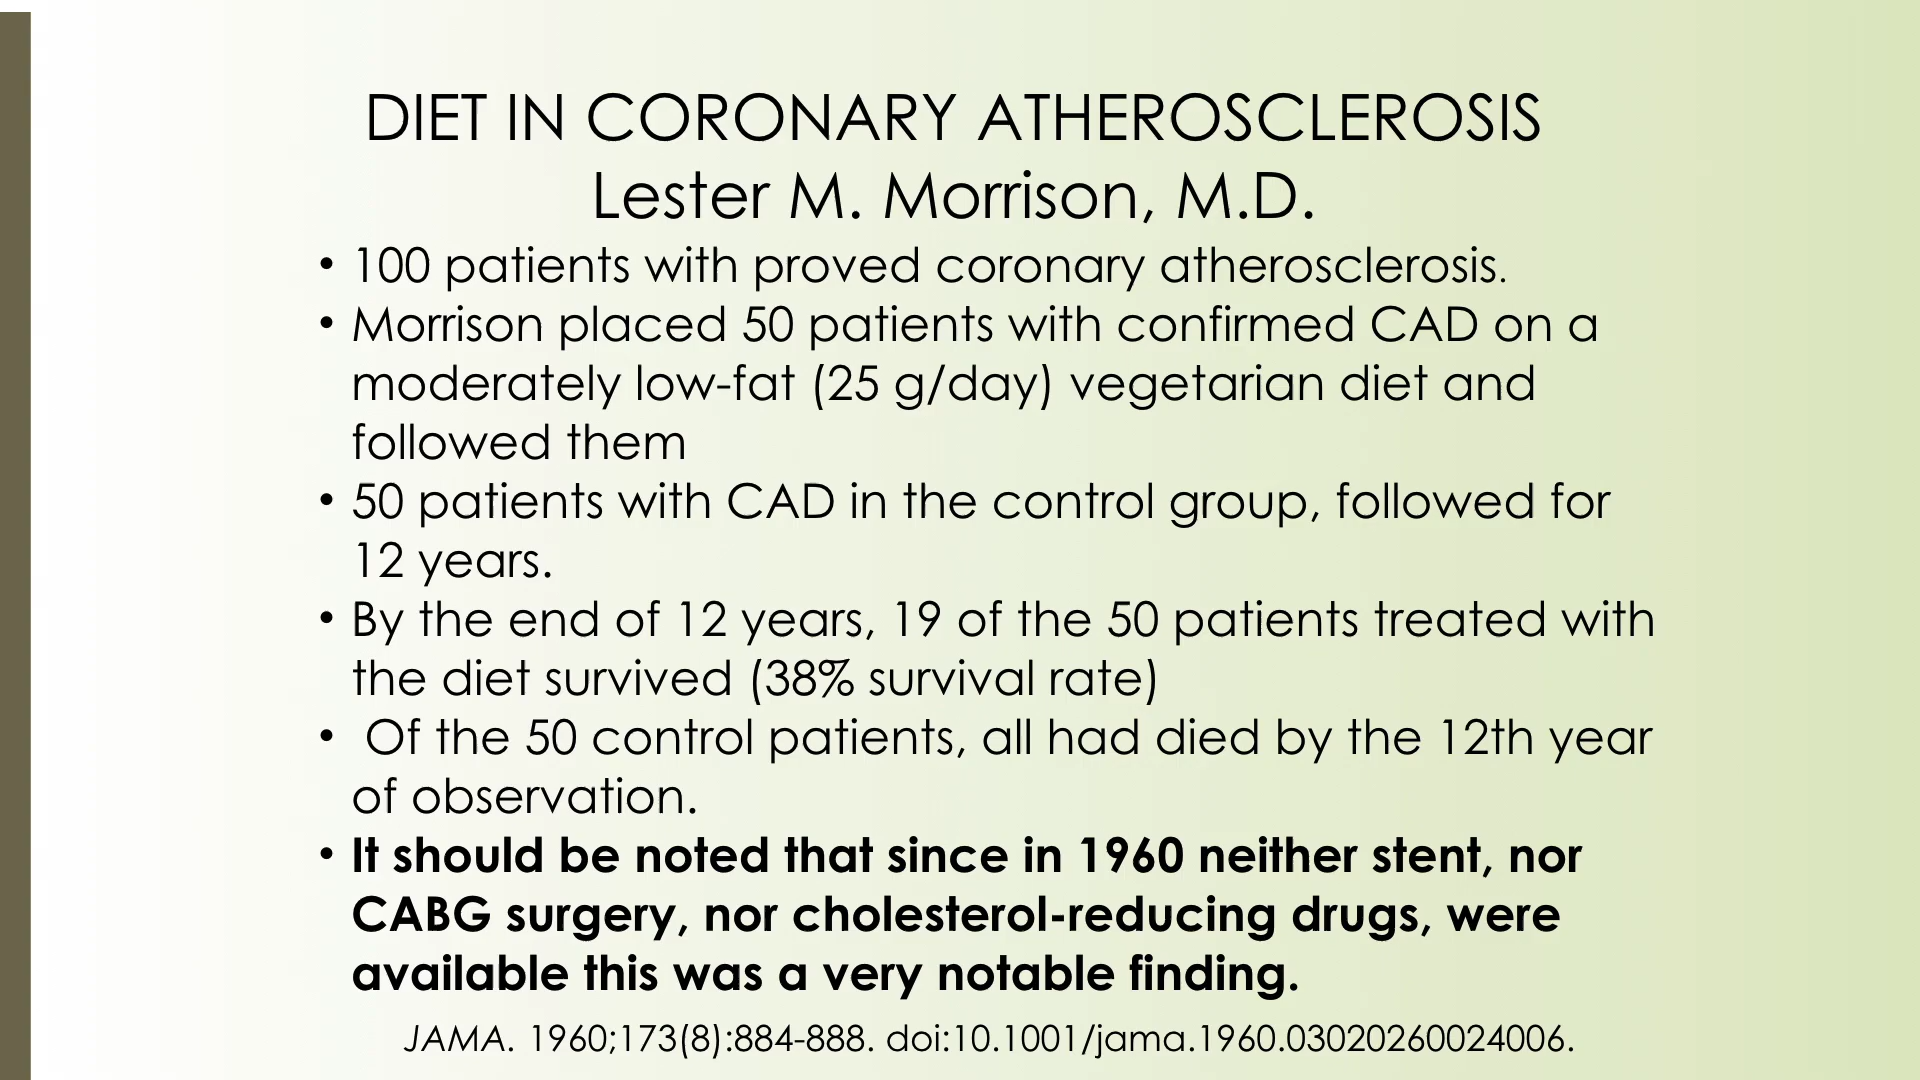 DIET IN CORONARY ATHEROSCLEROSIS
Lester M. Morrison, M.D.
• 100 patients with proved coronary atherosclerosis.
• Morrison placed 50 patients with confirmed CAD on a
moderately low-fat (25 g/day) vegetarian diet and
followed them
• 50 patients with CAD in the control group, followed for
12 years.
• By the end of 12 years, 19 of the 50 patients treated with
the diet survived (38% survival rate)
• Of the 50 control patients, all had died by the 12th year
of observation.
• It should be noted that since in 1960 neither stent, nor
CABG surgery, nor cholesterol-reducing drugs, were
available this was a very notable finding.
JAMA. 1960;173(8):884-888. doi:10.1001/jama.1960.03020260024006.